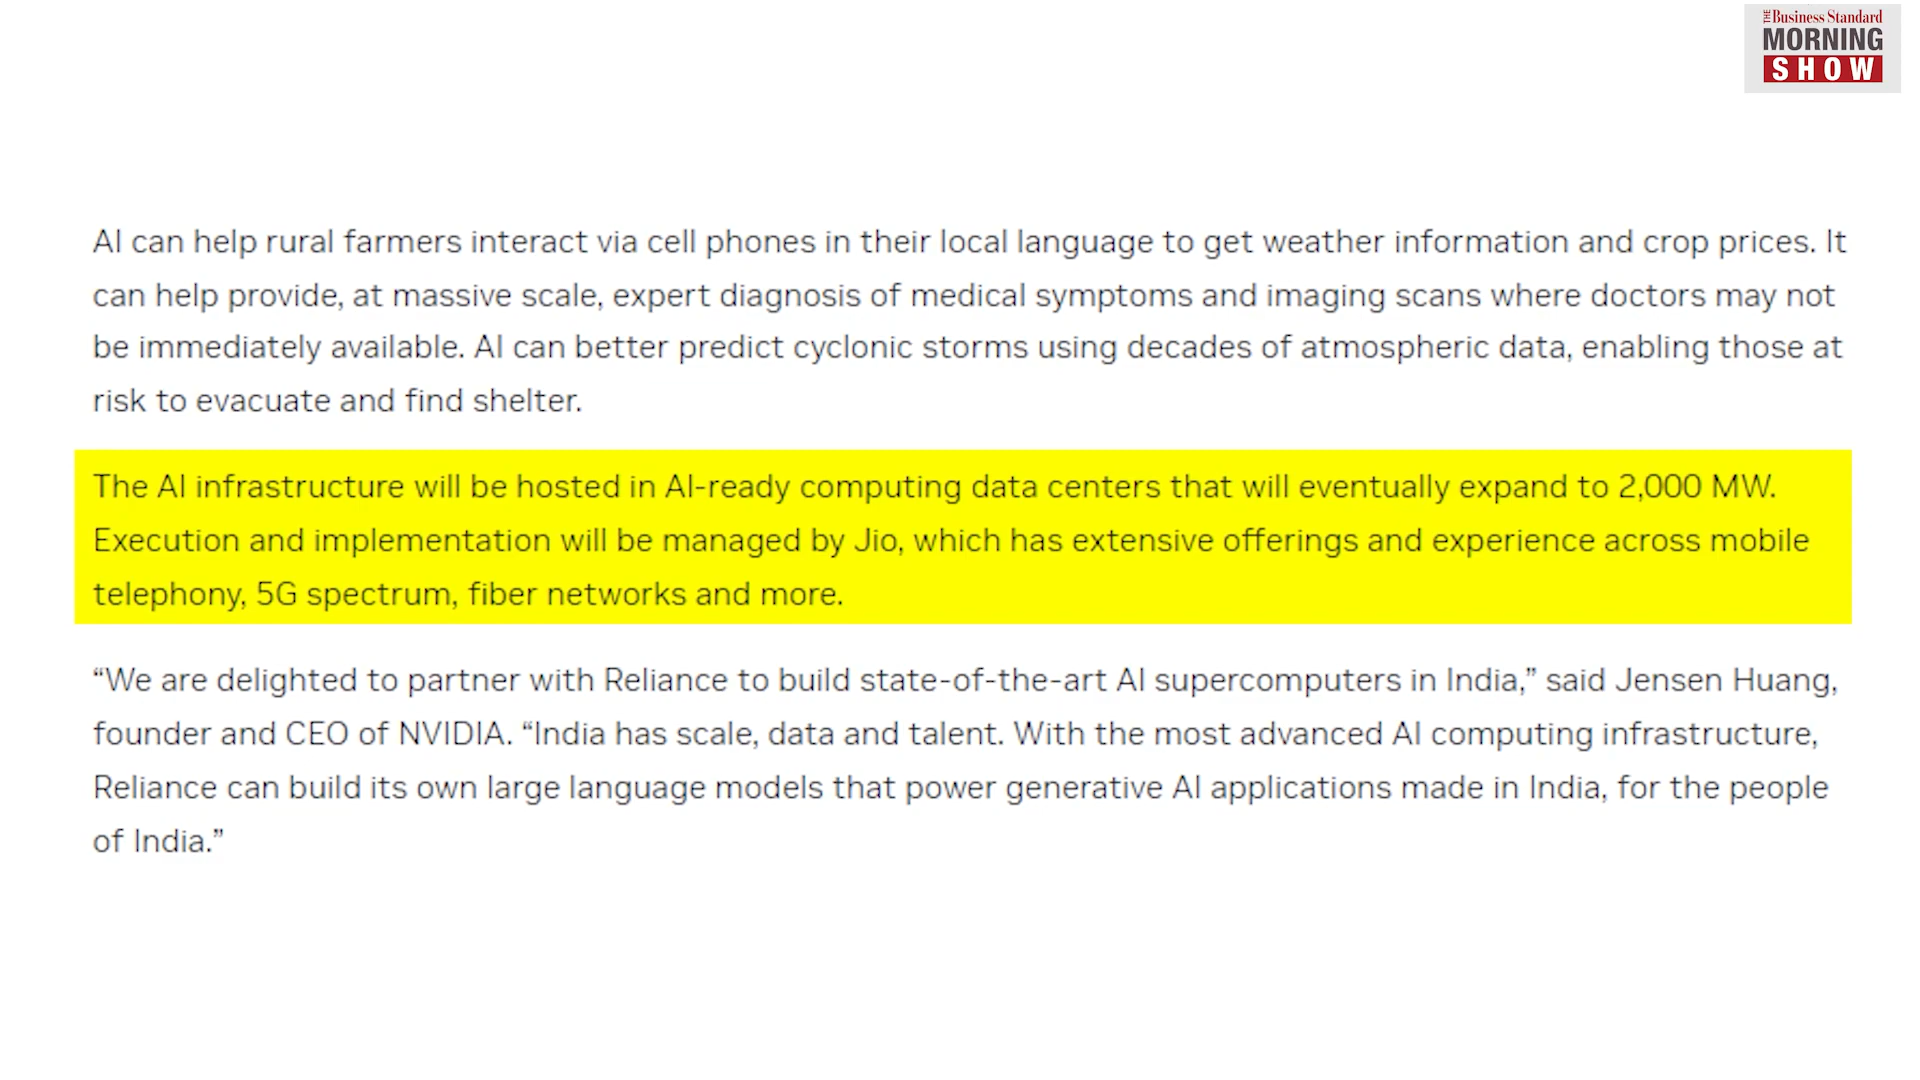 THE Business Standard
MORNING
SHOW
AI can help rural farmers interact via cell phones in their local language to get weather information and crop prices. It
can help provide, at massive scale, expert diagnosis of medical symptoms and imaging scans where doctors may not
be immediately available. AI can better predict cyclonic storms using decades of atmospheric data, enabling those at
risk to evacuate and find shelter.
The AI infrastructure will be hosted in AI-ready computing data centers that will eventually expand to 2,000 MW.
Execution and implementation will be managed by Jio, which has extensive offerings and experience across mobile
telephony, 5G spectrum, fiber networks and more.
“We are delighted to partner with Reliance to build state-of-the-art AI supercomputers in India,” said Jensen Huang,
founder and CEO of NVIDIA. “India has scale, data and talent. With the most advanced AI computing infrastructure,
Reliance can build its own large language models that power generative AI applications made in India, for the people
of India.”